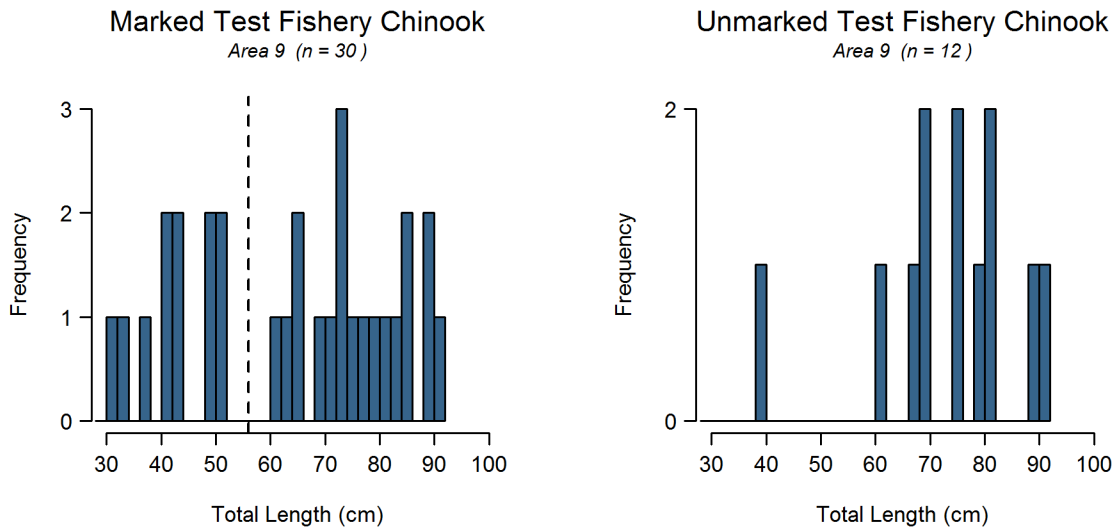 Marked Test Fishery Chinook
Area 9 (n = 30 )
3
2
1
0
Frequency
30 40 50 60 70 80 90 100
Total Length (cm)
Unmarked Test Fishery Chinook
Area 9 (n = 12 )
2
0
Frequency
30 40 50 60 70 80 90 100
Total Length (cm)